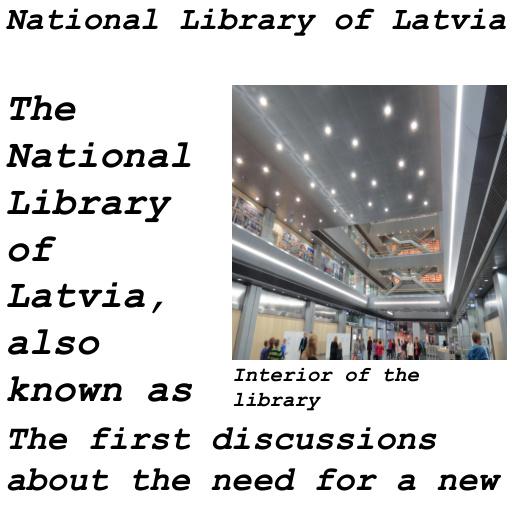 National Library of Latvia
The
National
Library
of
Latvia,
also
known as
Interior of the
library
The first discussions
about the need for a new